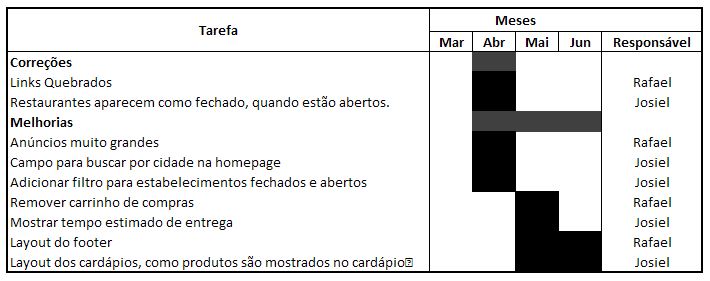 Tarefa Meses
Mar Abr Mai Jun Responsável
Correções
Links Quebrados Rafael
Restaurantes aparecem como fechado, quando estão abertos. Josiel
Melhorias
Anúncios muito grandes Rafael
Campo para buscar por cidade na homepage Josiel
Adicionar filtro para estabelecimentos fechados e abertos Josiel
Remover carrinho de compras Rafael
Mostrar tempo estimado de entrega Josiel
Layout do footer Rafael
Layout dos cardápios, como produtos são mostrados no cardápio Josiel